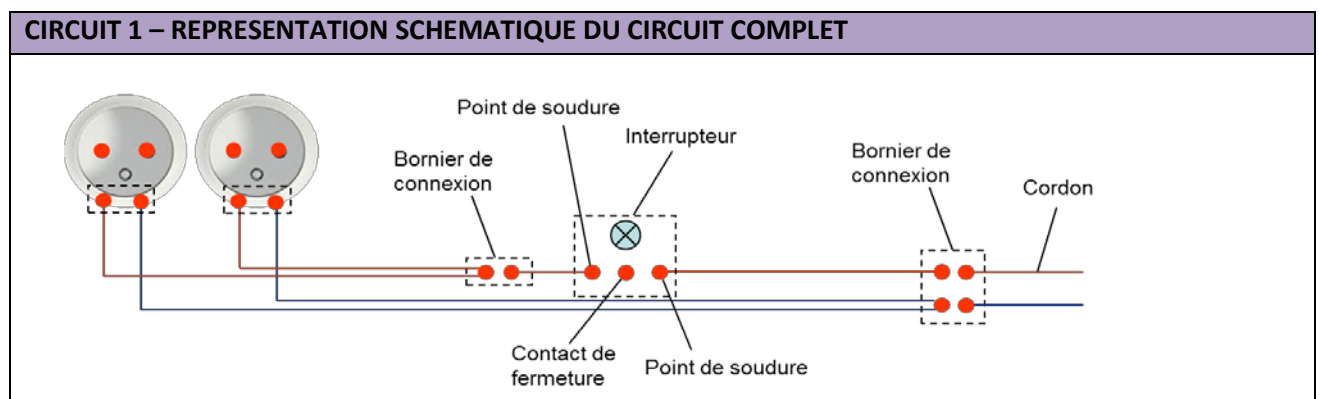 CIRCUIT 1 – REPRESENTATION SCHEMATIQUE DU CIRCUIT COMPLET
Point de soudure
Interrupteur
Bornier de
connexion
Bornier de
connexion
Cordon
Contact de
fermeture
Point de soudure